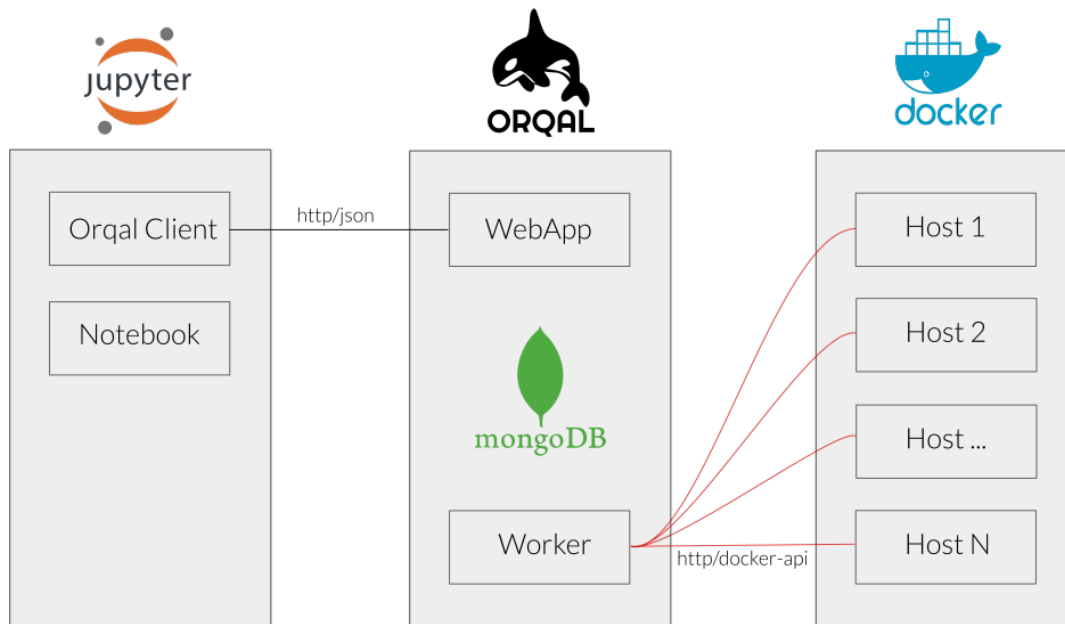 jupyter
ORQAL
docker
Orqal Client
http/json
WebApp
Host 1
Notebook
Host 2
mongoDB
Host ...
Worker
http/docker-api
Host N